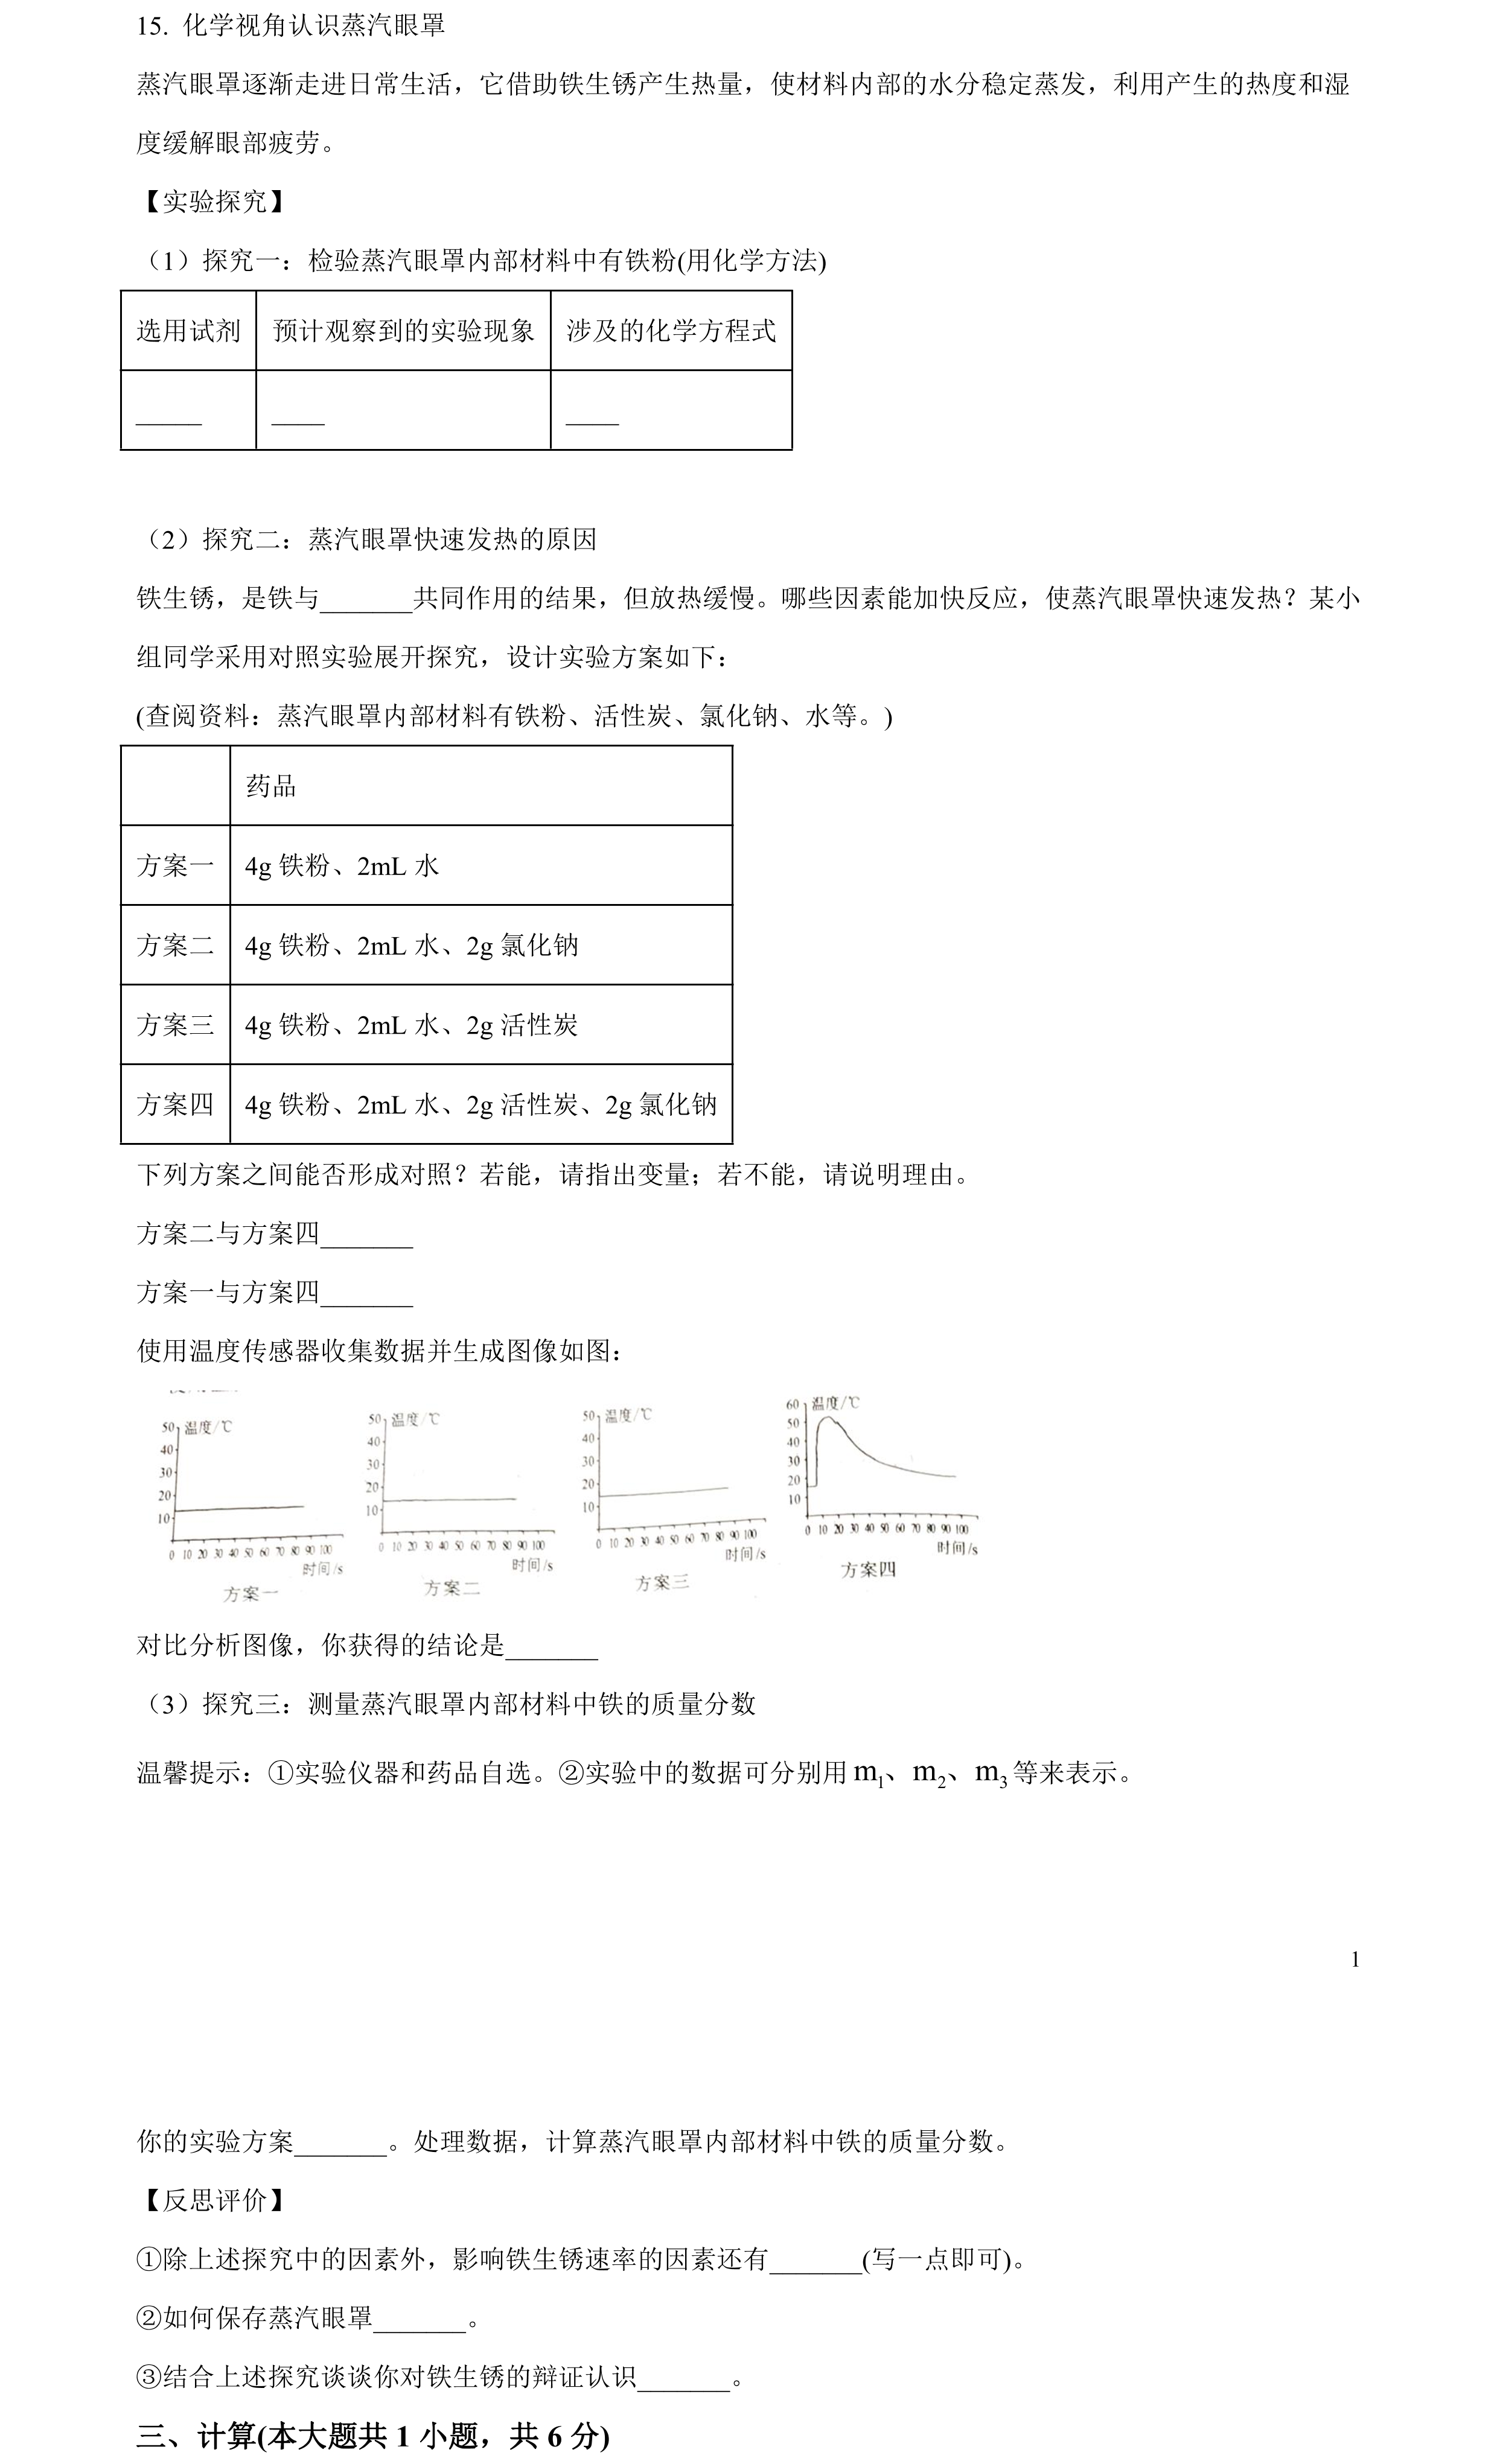 15. 化学视角认识蒸汽眼罩
蒸汽眼罩逐渐走进日常生活，它借助铁生锈产生热量，使材料内部的水分稳定蒸发，利用产生的热度和湿
度缓解眼部疲劳。
【实验探究】
（1）探究一：检验蒸汽眼罩内部材料中有铁粉(用化学方法)
选用试剂 预计观察到的实验现象 涉及的化学方程式
_____ ____ ____
（2）探究二：蒸汽眼罩快速发热的原因
铁生锈，是铁与_______共同作用的结果，但放热缓慢。哪些因素能加快反应，使蒸汽眼罩快速发热？某小
组同学采用对照实验展开探究，设计实验方案如下：
(查阅资料：蒸汽眼罩内部材料有铁粉、活性炭、氯化钠、水等。)
药品
方案一 4g 铁粉、2mL 水
方案二 4g 铁粉、2mL 水、2g 氯化钠
方案三 4g 铁粉、2mL 水、2g 活性炭
方案四 4g 铁粉、2mL 水、2g 活性炭、2g 氯化钠
下列方案之间能否形成对照？若能，请指出变量；若不能，请说明理由。
方案二与方案四_______
方案一与方案四_______
使用温度传感器收集数据并生成图像如图：
50 温度/℃
40
30
20
10
0 10 20 30 40 50 60 70 80 90 100
时间/s
方案一
50 温度/℃
40
30
20
10
0 10 20 30 40 50 60 70 80 90 100
时间/s
方案二
50 温度/℃
40
30
20
10
0 10 20 30 40 50 60 70 80 90 100
时间/s
方案三
60 温度/℃
50
40
30
20
10
0 10 20 30 40 50 60 70 80 90 100
时间/s
方案四
对比分析图像，你获得的结论是_______
（3）探究三：测量蒸汽眼罩内部材料中铁的质量分数
温馨提示：①实验仪器和药品自选。②实验中的数据可分别用 m₁、m₂、m₃ 等来表示。
1
你的实验方案_______。处理数据，计算蒸汽眼罩内部材料中铁的质量分数。
【反思评价】
①除上述探究中的因素外，影响铁生锈速率的因素还有_______(写一点即可)。
②如何保存蒸汽眼罩_______。
③结合上述探究谈谈你对铁生锈的辩证认识_______。
三、计算(本大题共 1 小题，共 6 分)